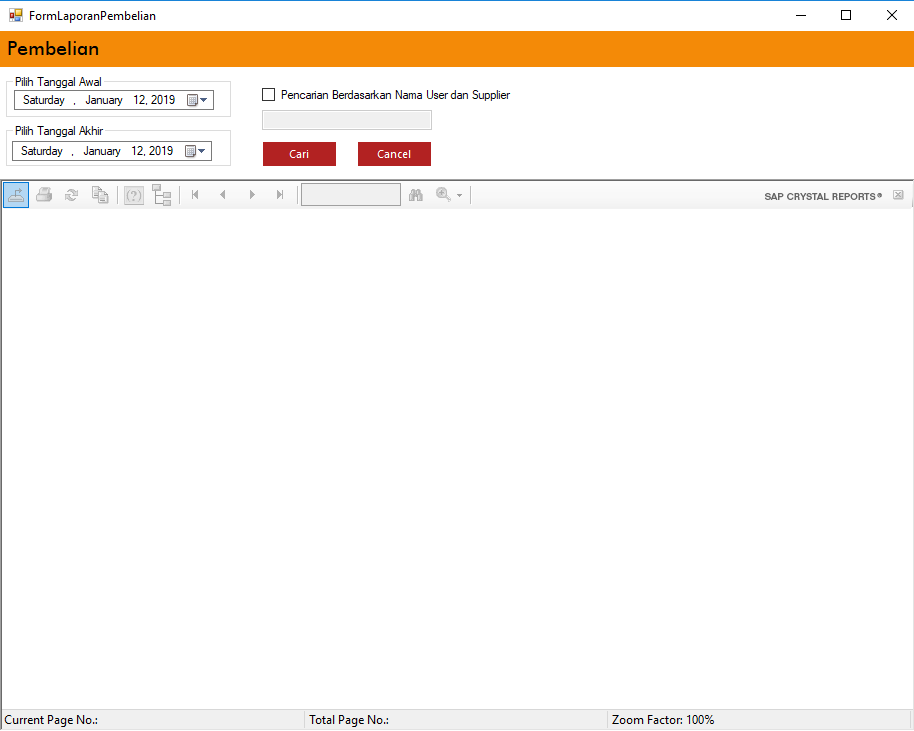 FormLaporanPembelian
Pembelian
Pilih Tanggal Awal
Saturday , January 12, 2019
Pencarian Berdasarkan Nama User dan Supplier
Pilih Tanggal Akhir
Saturday , January 12, 2019
Cari Cancel
(?)
SAP CRYSTAL REPORTS®
Current Page No.: Total Page No.: Zoom Factor: 100%